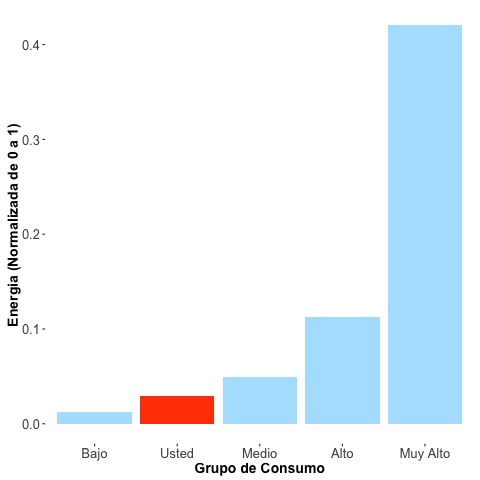 Energia (Normalizada de 0 a 1)
0.4
0.3
0.2
0.1
0.0
Bajo Usted Medio Alto Muy Alto
Grupo de Consumo